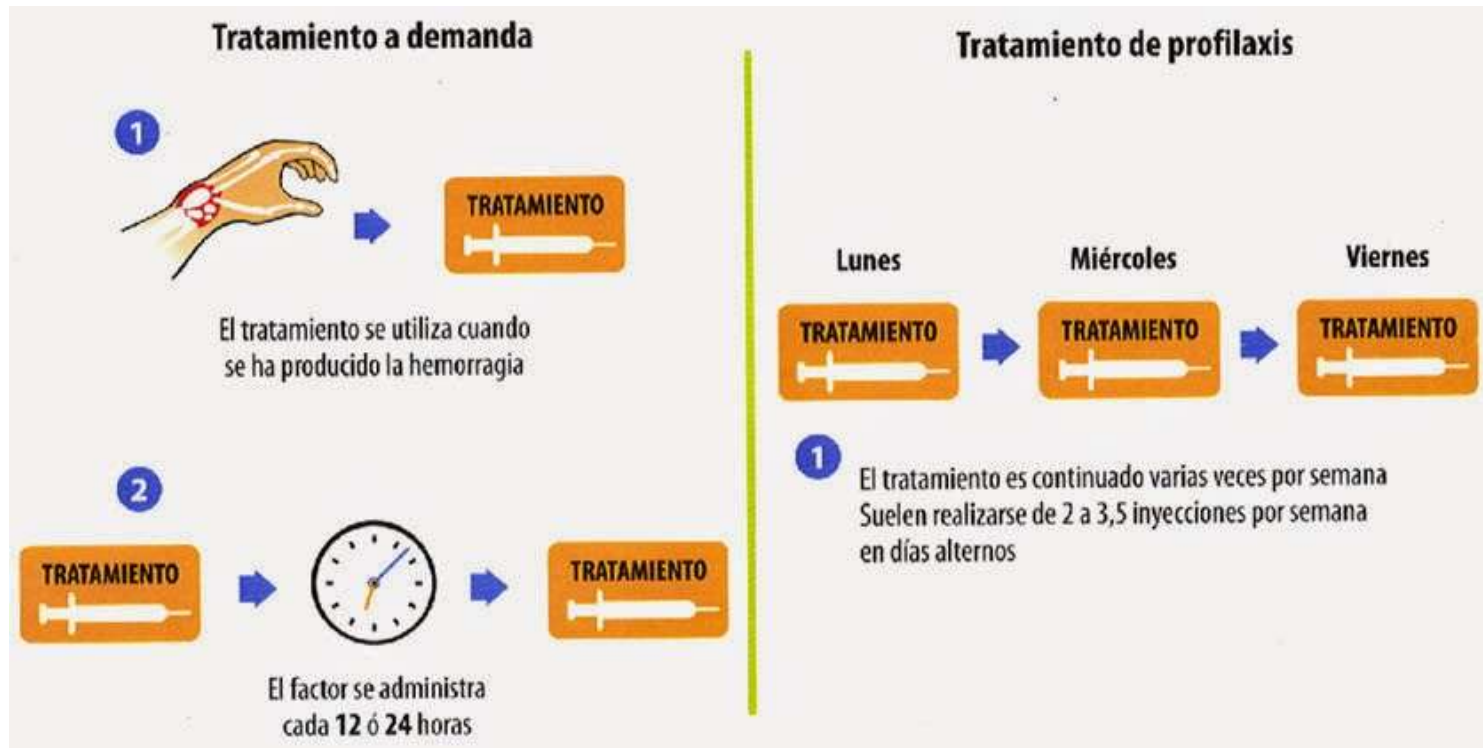 Tratamiento a demanda
1
TRATAMIENTO
El tratamiento se utiliza cuando
se ha producido la hemorragia
2
TRATAMIENTO
TRATAMIENTO
El factor se administra
cada 12 ó 24 horas
Tratamiento de profilaxis
Lunes
Miércoles
Viernes
TRATAMIENTO
TRATAMIENTO
TRATAMIENTO
1
El tratamiento es continuado varias veces por semana
Suelen realizarse de 2 a 3,5 inyecciones por semana
en días alternos